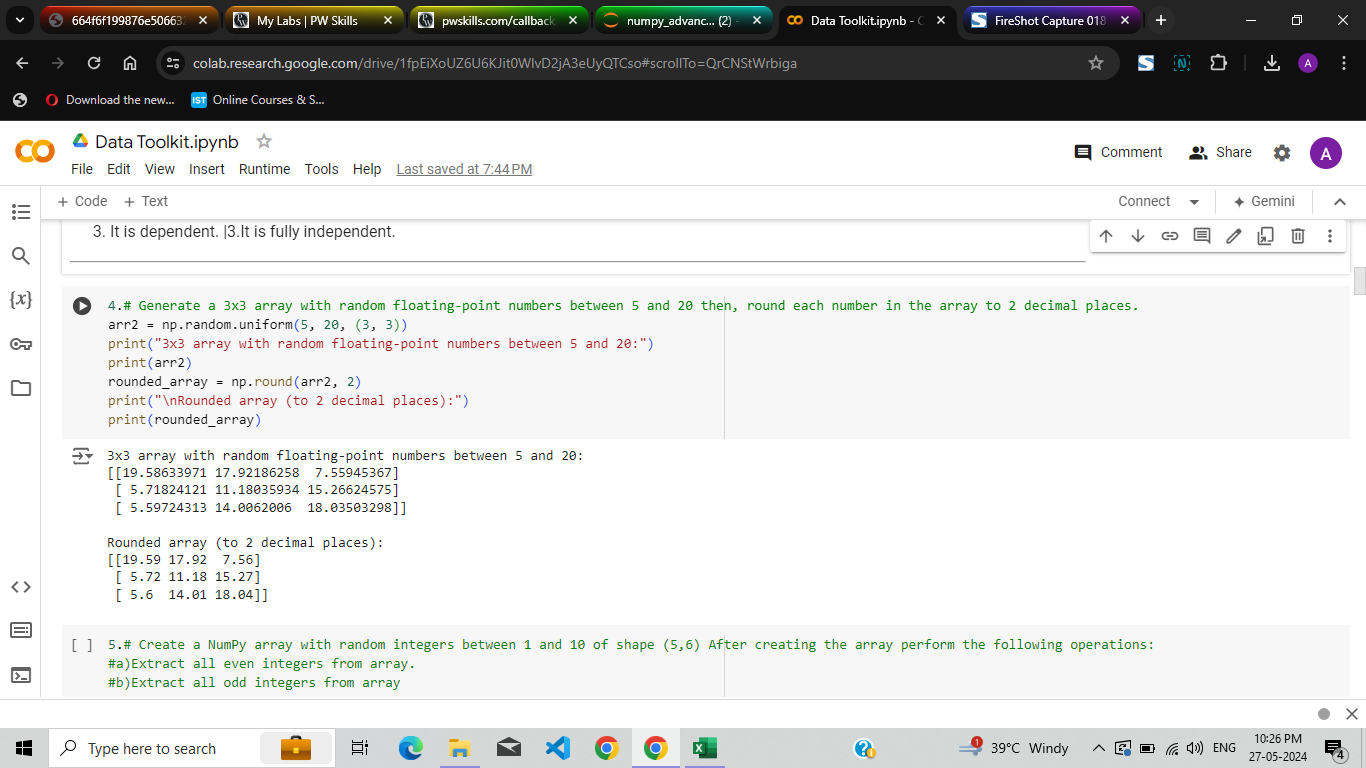 664f6f199876e50663
My Labs | PW Skills
pwskills.com/callback
numpy_advanc... (2) -
Data Toolkit.ipynb - C
FireShot Capture 018
colab.research.google.com/drive/1fpEiXoUZ6U6KJit0WlvD2jA3eUyQTCso#scrollTo=QrCNStWrbiga
A
Download the new...
IST Online Courses & S...
Data Toolkit.ipynb
Comment
Share
A
File Edit View Insert Runtime Tools Help Last saved at 7:44 PM
+ Code + Text
Connect
Gemini
3. It is dependent. |3.It is fully independent.
4.# Generate a 3x3 array with random floating-point numbers between 5 and 20 then, round each number in the array to 2 decimal places.
arr2 = np.random.uniform(5, 20, (3, 3))
print("3x3 array with random floating-point numbers between 5 and 20:")
print(arr2)
rounded_array = np.round(arr2, 2)
print("\nRounded array (to 2 decimal places):")
print(rounded_array)
3x3 array with random floating-point numbers between 5 and 20:
[[19.58633971 17.92186258  7.55945367]
 [ 5.71824121 11.18035934 15.26624575]
 [ 5.59724313 14.0062006  18.03503298]]
Rounded array (to 2 decimal places):
[[19.59 17.92  7.56]
 [ 5.72 11.18 15.27]
 [ 5.6  14.01 18.04]]
[ ] 5.# Create a NumPy array with random integers between 1 and 10 of shape (5,6) After creating the array perform the following operations:
#a)Extract all even integers from array.
#b)Extract all odd integers from array
Type here to search
1
39°C Windy
ENG
10:26 PM
27-05-2024
4